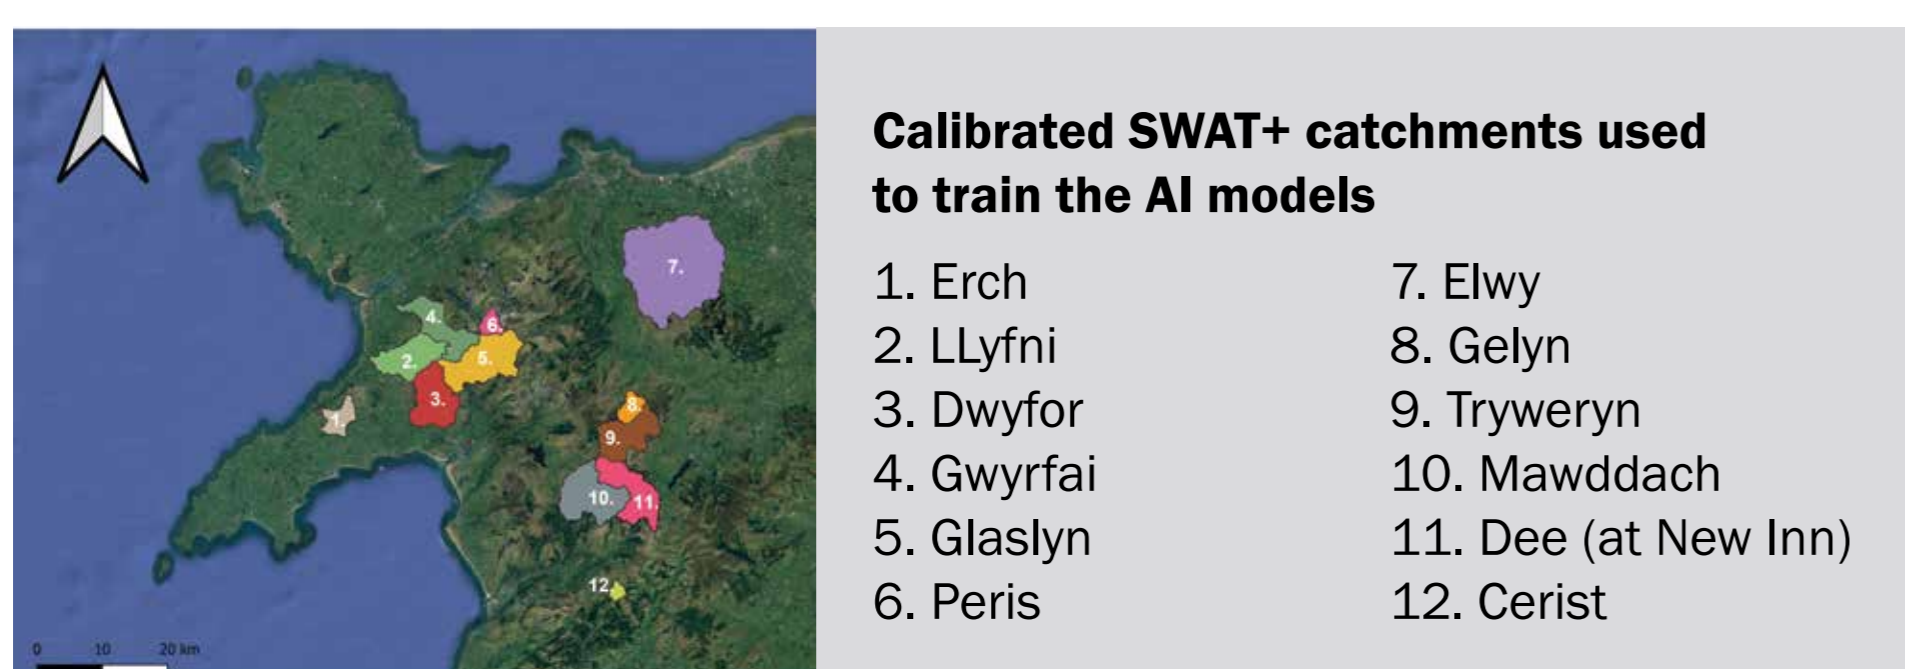 4.
6.
2.
5.
3.
1.
7.
8.
9.
10.
11.
12.
0 10 20 km
Calibrated SWAT+ catchments used
to train the AI models
1. Erch
2. LLyfni
3. Dwyfor
4. Gwyrfai
5. Glaslyn
6. Peris
7. Elwy
8. Gelyn
9. Tryweryn
10. Mawddach
11. Dee (at New Inn)
12. Cerist